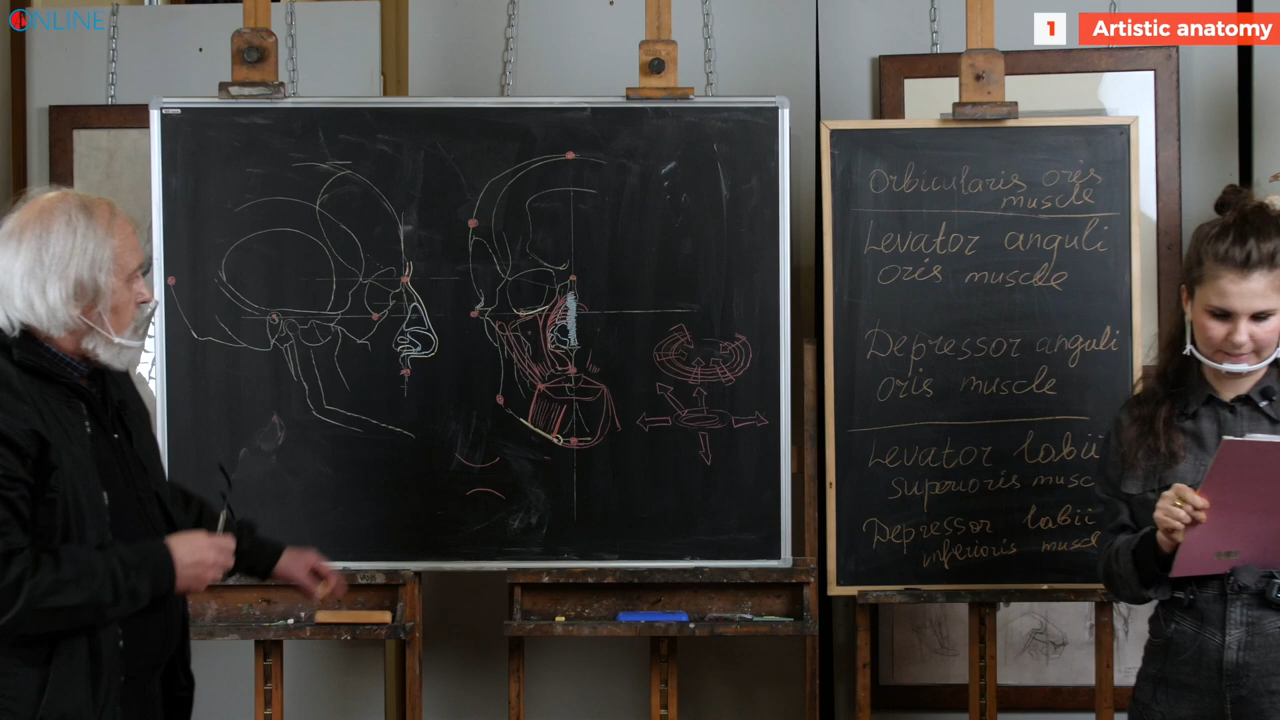 ONLINE
1 Artistic anatomy
Orbicularis oris
muscle
Levator anguli
oris muscle
Depressor anguli
oris muscle
Levator labii
superioris musc
Depressor labii
inferioris muscl